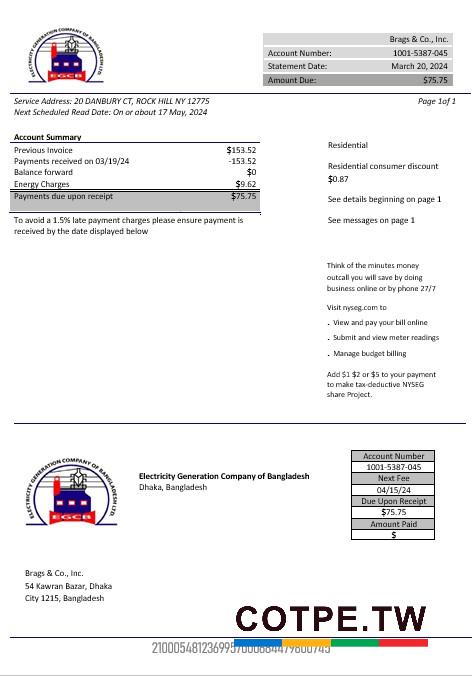 ELECTRICITY GENERATION COMPANY OF BANGLADESH LTD.
EGCB
Brags & Co., Inc.
Account Number: 1001-5387-045
Statement Date: March 20, 2024
Amount Due: $75.75
Service Address: 20 DANBURY CT, ROCK HILL NY 12775 Page 1of 1
Next Scheduled Read Date: On or about 17 May, 2024
Account Summary
Previous Invoice $153.52
Payments received on 03/19/24 -153.52
Balance forward $0
Energy Charges $9.62
Payments due upon receipt $75.75
To avoid a 1.5% late payment charges please ensure payment is
received by the date displayed below
Residential
Residential consumer discount
$0.87
See details beginning on page 1
See messages on page 1
Think of the minutes money
outcall you will save by doing
business online or by phone 27/7
Visit nyseg.com to
. View and pay your bill online
. Submit and view meter readings
. Manage budget billing
Add $1 $2 or $5 to your payment
to make tax-deductive NYSEG
share Project.
ELECTRICITY GENERATION COMPANY OF BANGLADESH LTD.
EGCB
Electricity Generation Company of Bangladesh
Dhaka, Bangladesh
Account Number
1001-5387-045
Next Fee
04/15/24
Due Upon Receipt
$75.75
Amount Paid
$
Brags & Co., Inc.
54 Kawran Bazar, Dhaka
City 1215, Bangladesh
COTPE.TW